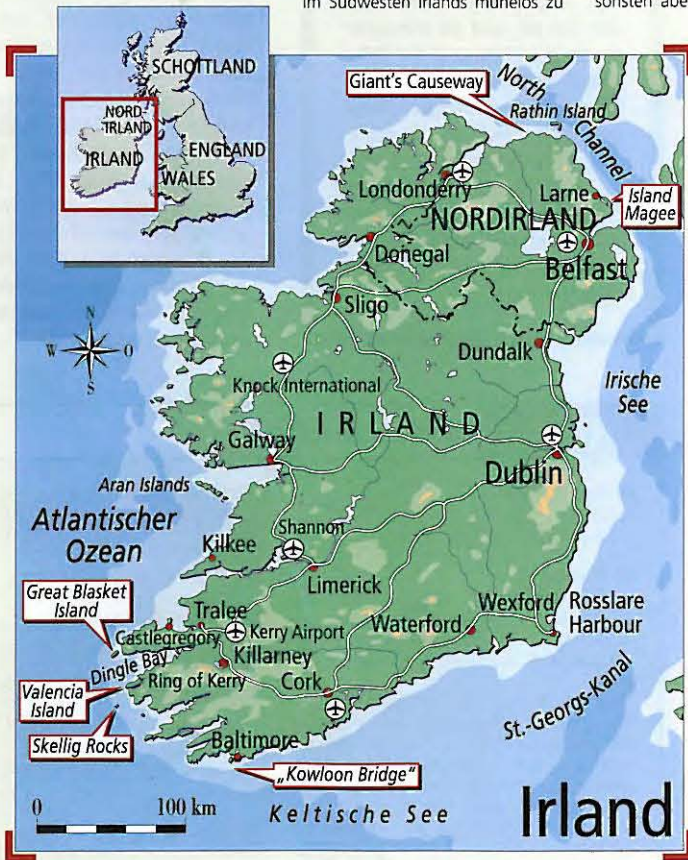 im Südwesten Irlands mühelos zu
sonsten abe
SCHOTTLAND
NORD-
IRLAND
IRLAND
ENGLAND
WALES
Giant's Causeway
North
Channel
Rathin Island
Londonderry
Larne
Island
Magee
NORDIRLAND
Donegal
Belfast
Sligo
N
W
O
S
Dundalk
Knock International
Irische
See
IRLAND
Galway
Dublin
Aran Islands
Atlantischer
Ozean
Shannon
Kilkee
Limerick
Great Blasket
Island
Tralee
Castlegregory
Kerry Airport
Waterford
Wexford
Rosslare
Harbour
Dingle Bay
Killarney
Valencia
Island
Ring of Kerry
Cork
St.-Georgs-Kanal
Skellig Rocks
Baltimore
„Kowloon Bridge"
0
100 km
Keltische See
Irland